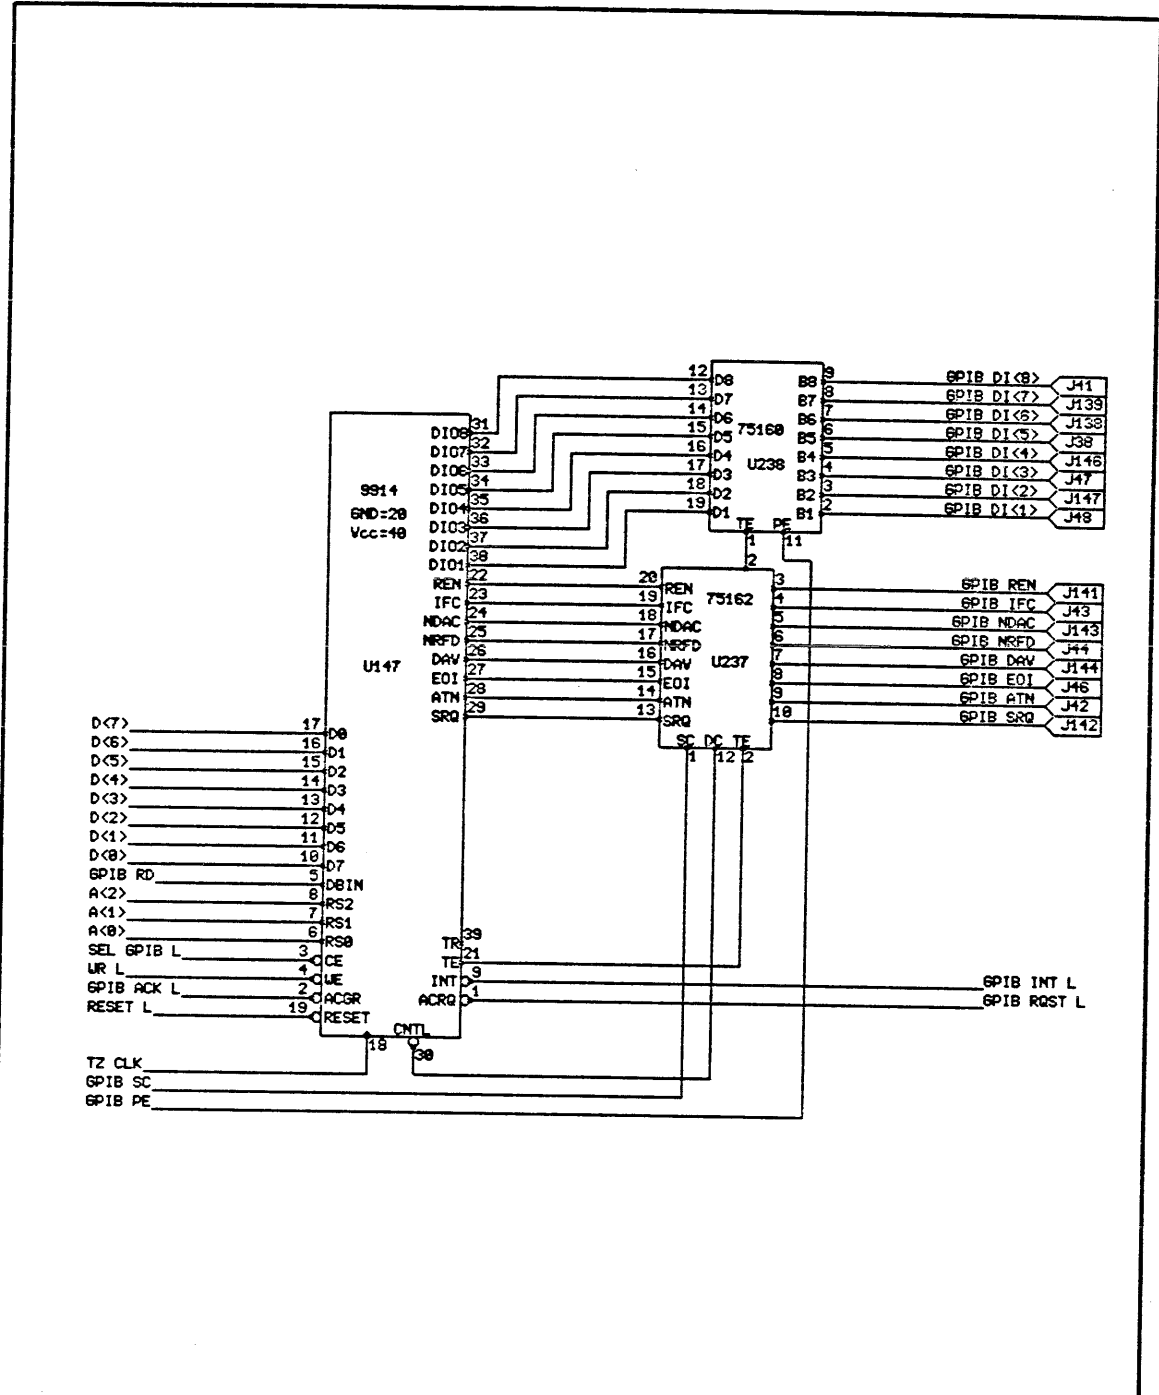 12 D8 B8 9 GPIB DI<8> J41
13 D7 B7 8 GPIB DI<7> J139
14 D6 B6 7 GPIB DI<6> J138
15 D5 75160 B5 6 GPIB DI<5> J38
16 D4 B4 5 GPIB DI<4> J146
17 D3 U238 B3 4 GPIB DI<3> J47
18 D2 B2 3 GPIB DI<2> J147
19 D1 B1 2 GPIB DI<1> J48
TE PE
1 11
2
DIO8 31
DIO7 32
DIO6 33
9914 DIO5 34
GND=20 DIO4 35
Vcc=40 DIO3 36
DIO2 37
DIO1 38
REN 22 20 REN 75162 3 GPIB REN J141
IFC 23 19 IFC 4 GPIB IFC J43
NDAC 24 18 NDAC 5 GPIB NDAC J143
NRFD 25 17 NRFD 6 GPIB NRFD J44
U147 DAV 26 16 DAV U237 7 GPIB DAV J144
EOI 27 15 EOI 8 GPIB EOI J46
ATN 28 14 ATN 9 GPIB ATN J42
SRQ 29 13 SRQ 10 GPIB SRQ J142
SC DC TE
1 12 2
D<7> 17 D0
D<6> 16 D1
D<5> 15 D2
D<4> 14 D3
D<3> 13 D4
D<2> 12 D5
D<1> 11 D6
D<0> 10 D7
GPIB RD 5 DBIN
A<2> 8 RS2
A<1> 7 RS1
A<0> 6 RS0 TR 39
SEL GPIB L 3 CE TE 21
WR L 4 WE INT 9 GPIB INT L
GPIB ACK L 2 ACGR ACRQ 1 GPIB RQST L
RESET L 19 RESET
CNTL
18 30
TZ CLK
GPIB SC
GPIB PE